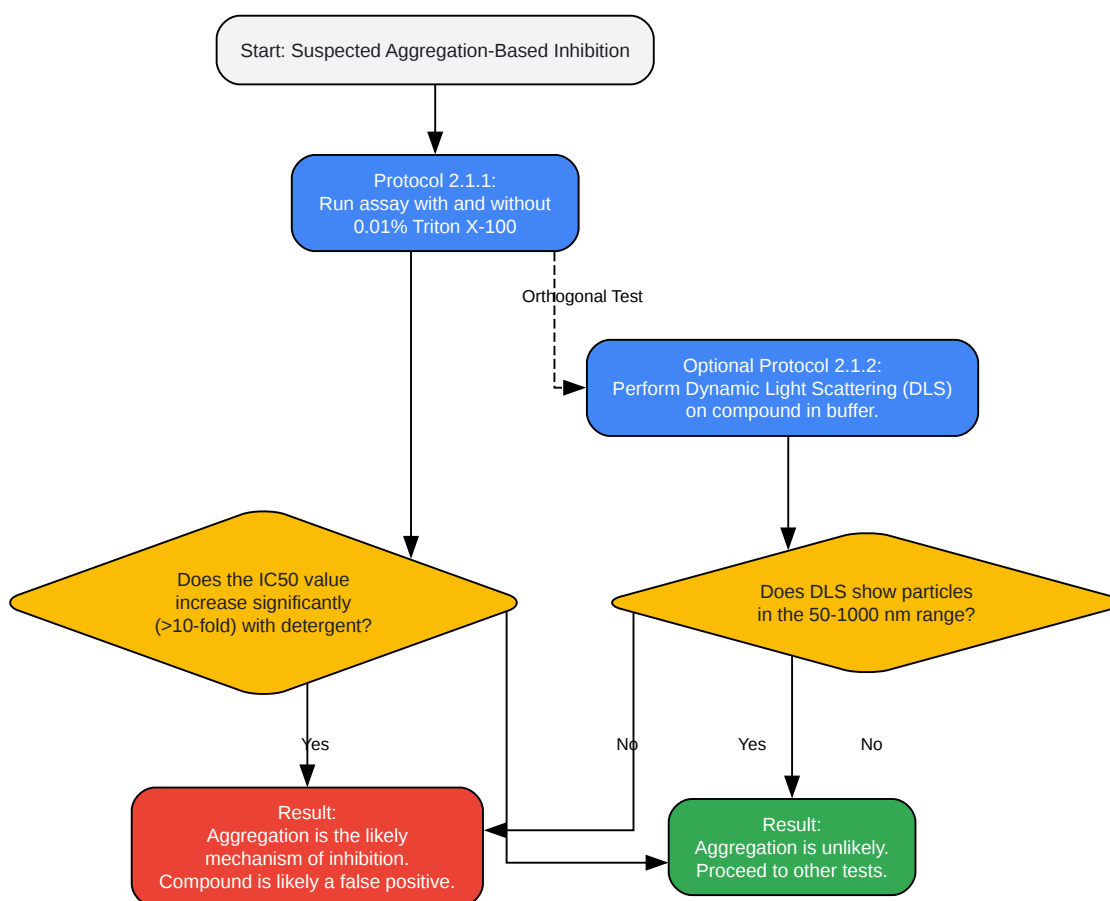 Start: Suspected Aggregation-Based Inhibition
Protocol 2.1.1:
Run assay with and without
0.01% Triton X-100
Orthogonal Test
Optional Protocol 2.1.2:
Perform Dynamic Light Scattering (DLS)
on compound in buffer.
Does the IC50 value
increase significantly
(>10-fold) with detergent?
Does DLS show particles
in the 50-1000 nm range?
Yes
No
Yes
No
Result:
Aggregation is the likely
mechanism of inhibition.
Compound is likely a false positive.
Result:
Aggregation is unlikely.
Proceed to other tests.